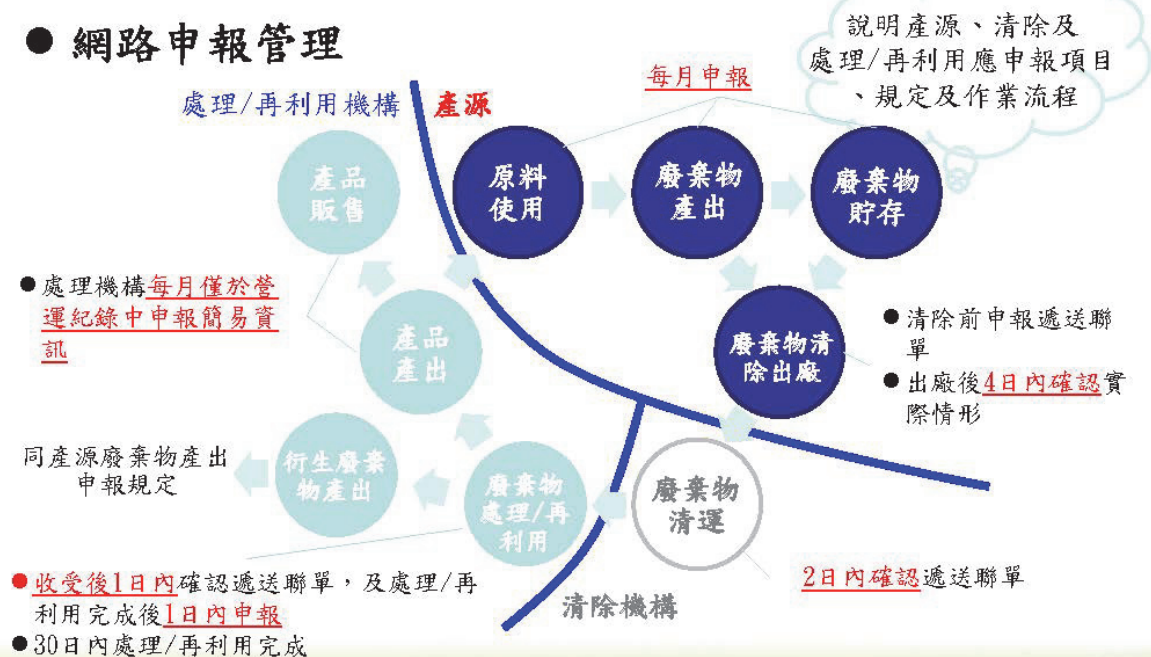 ● 網路申報管理
說明產源、清除及
處理/再利用應申報項目
、規定及作業流程
處理/再利用機構
產源
每月申報
原料
使用
廢棄物
產出
廢棄物
貯存
產品
販售
● 處理機構每月僅於營
運紀錄中申報簡易資
訊
產品
產出
廢棄物清
除出廠
● 清除前申報遞送聯
單
● 出廠後4日內確認實
際情形
同產源廢棄物產出
申報規定
衍生廢棄
物產出
廢棄物
處理/再
利用
廢棄物
清運
● 收受後1日內確認遞送聯單,及處理/再
利用完成後1日內申報
● 30日內處理/再利用完成
清除機構
2日內確認遞送聯單